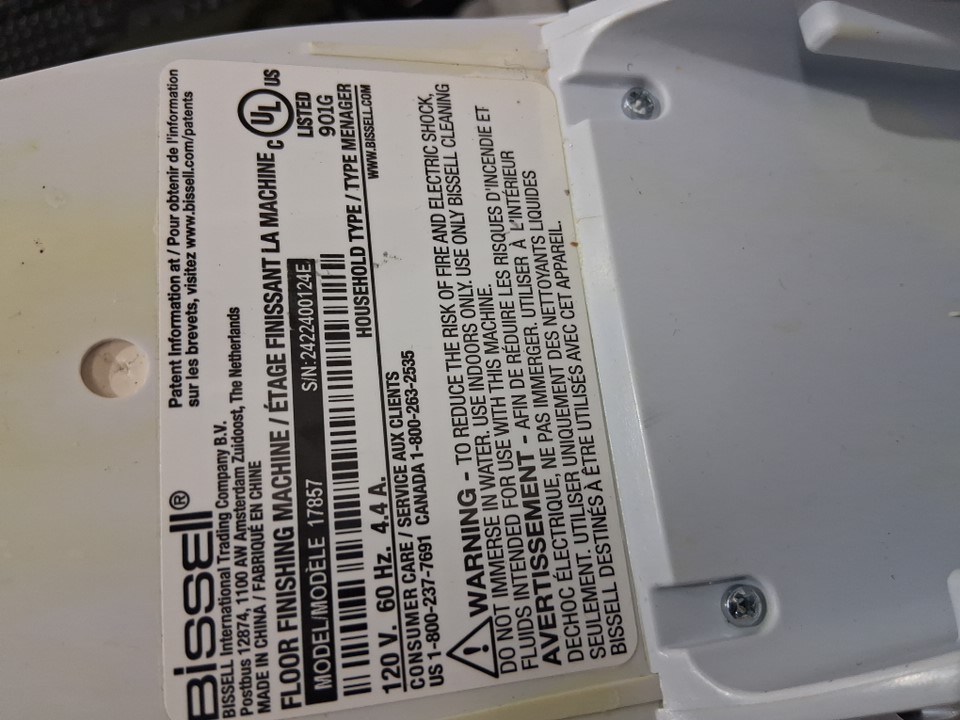 Bissell®
Patent Information at / Pour obtenir de l'information
sur les brevets, visitez www.bissell.com/patents
BISSELL International Trading Company B.V.
Postbus 12874, 1100 AW Amsterdam Zuidoost, The Netherlands
MADE IN CHINA / FABRIQUÉ EN CHINE
C UL US
LISTED
901G
FLOOR FINISHING MACHINE / ÉTAGE FINISSANT LA MACHINE
MODEL/MODÈLE 17857 S/N:2422400124E
HOUSEHOLD TYPE / TYPE MENAGER
120 V. 60 Hz. 4.4 A.
WWW.BISSELL.COM
CONSUMER CARE / SERVICE AUX CLIENTS
US 1-800-237-7691 CANADA 1-800-263-2535
WARNING - TO REDUCE THE RISK OF FIRE AND ELECTRIC SHOCK,
DO NOT IMMERSE IN WATER. USE INDOORS ONLY. USE ONLY BISSELL CLEANING
FLUIDS INTENDED FOR USE WITH THIS MACHINE.
AVERTISSEMENT - AFIN DE RÉDUIRE LES RISQUES D'INCENDIE ET
DECHOC ÉLECTRIQUE, NE PAS IMMERGER. UTILISER À L'INTÉRIEUR
SEULEMENT. UTILISER UNIQUEMENT DES NETTOYANTS LIQUIDES
BISSELL DESTINÉS À ÊTRE UTILISÉS AVEC CET APPAREIL.